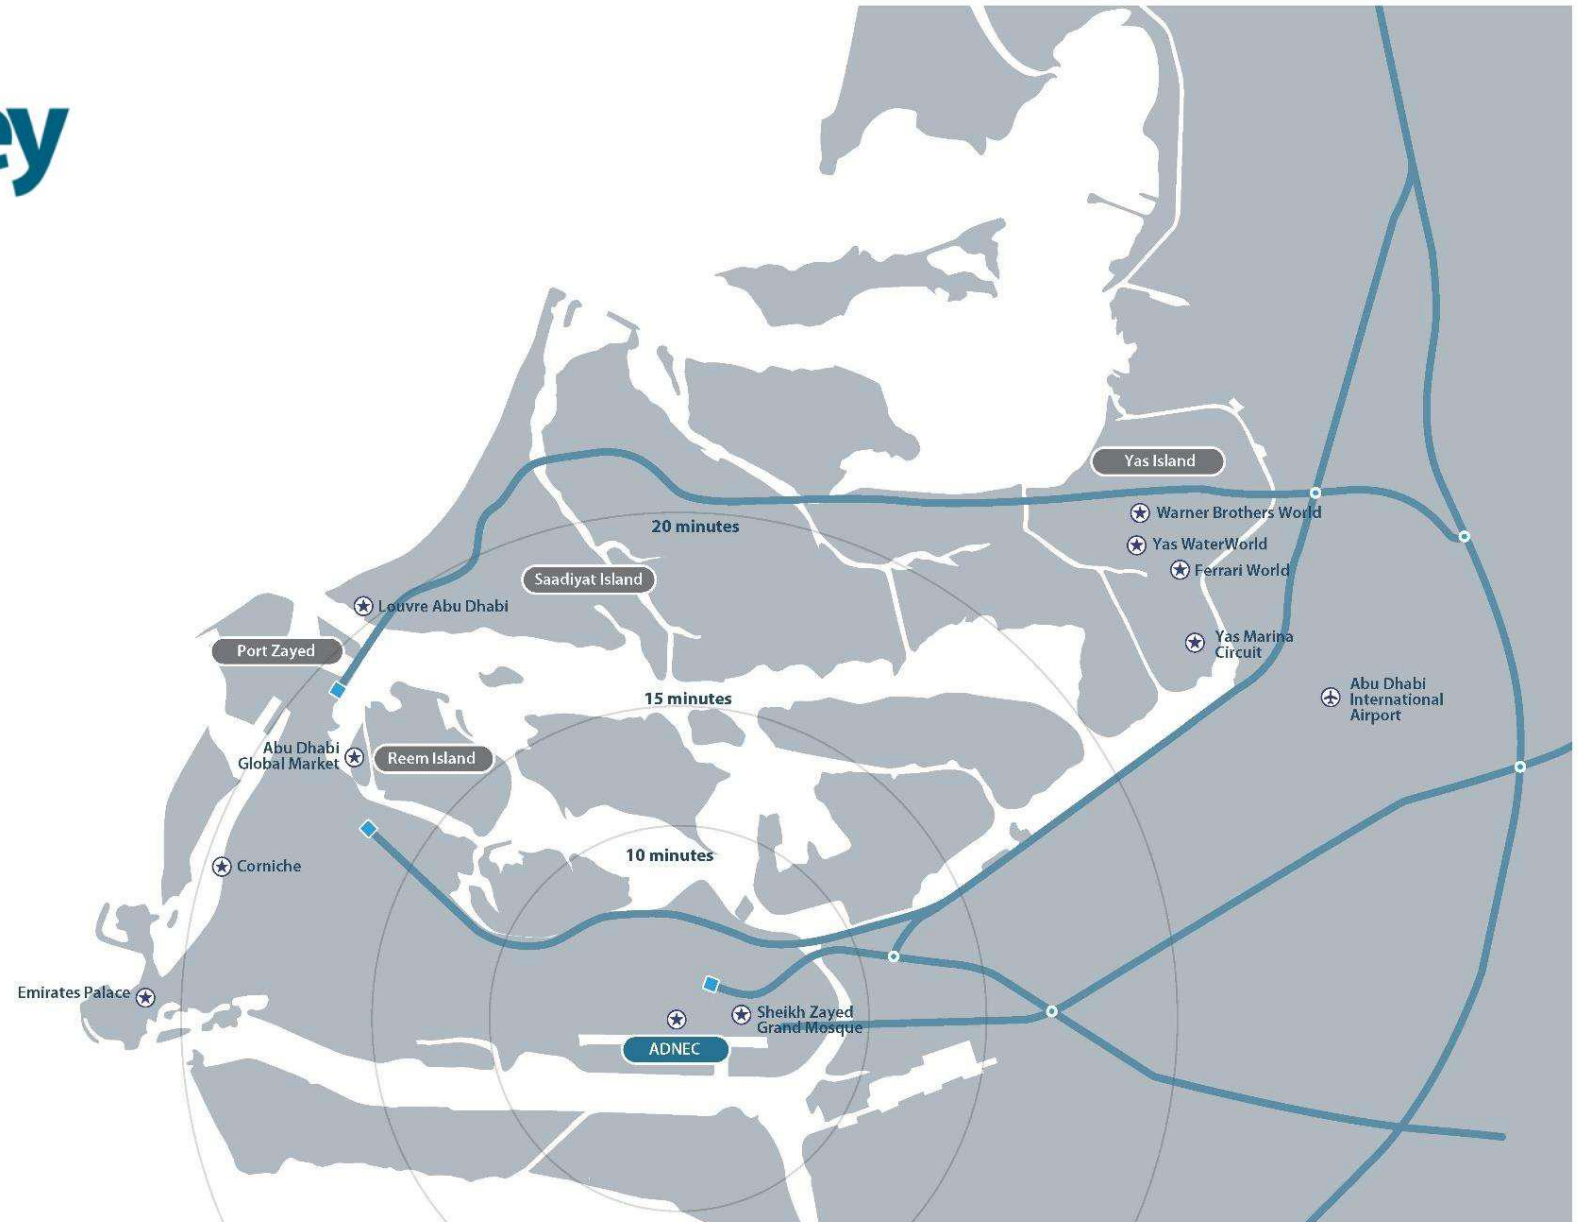 ey
Yas Island
Warner Brothers World
20 minutes
Yas WaterWorld
Ferrari World
Saadiyat Island
Louvre Abu Dhabi
Port Zayed
Yas Marina
Circuit
Abu Dhabi
International
Airport
15 minutes
Abu Dhabi
Global Market
Reem Island
10 minutes
Corniche
Emirates Palace
Sheikh Zayed
Grand Mosque
ADNEC